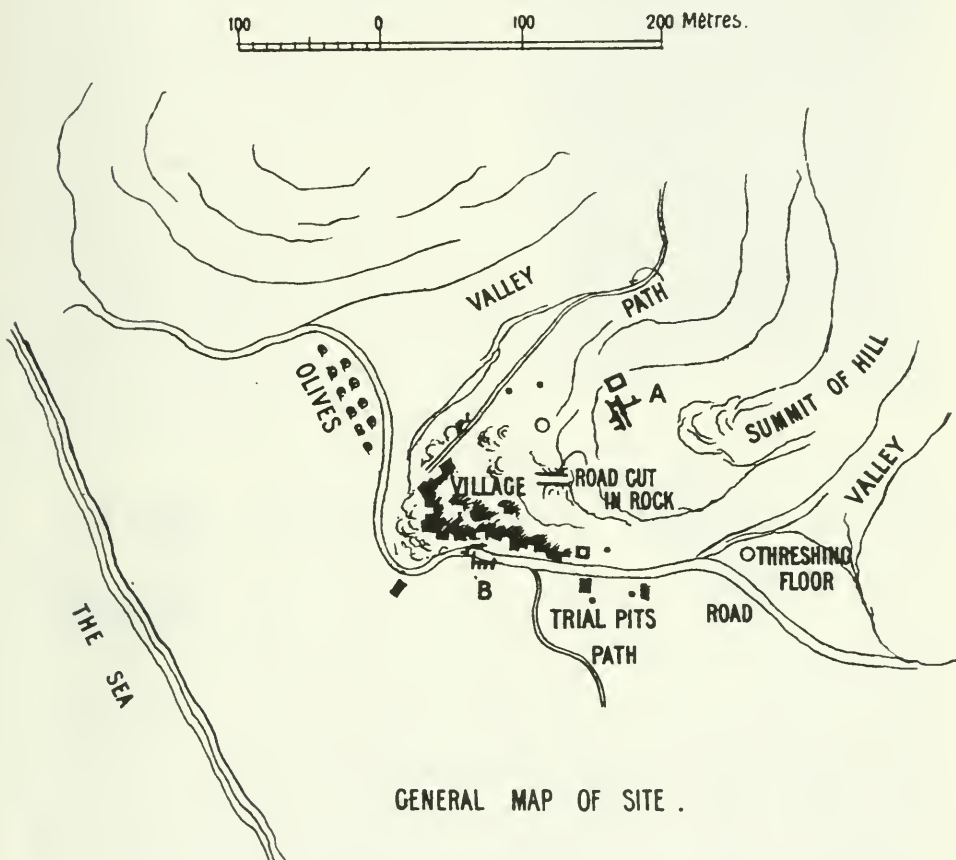 100 0 100 200 Mètres.
VALLEY
PATH
OLIVES
A
SUMMIT OF HILL
VILLAGE
ROAD CUT
IN ROCK
VALLEY
THRESHING
FLOOR
B
TRIAL PITS
ROAD
PATH
THE SEA
GENERAL MAP OF SITE.